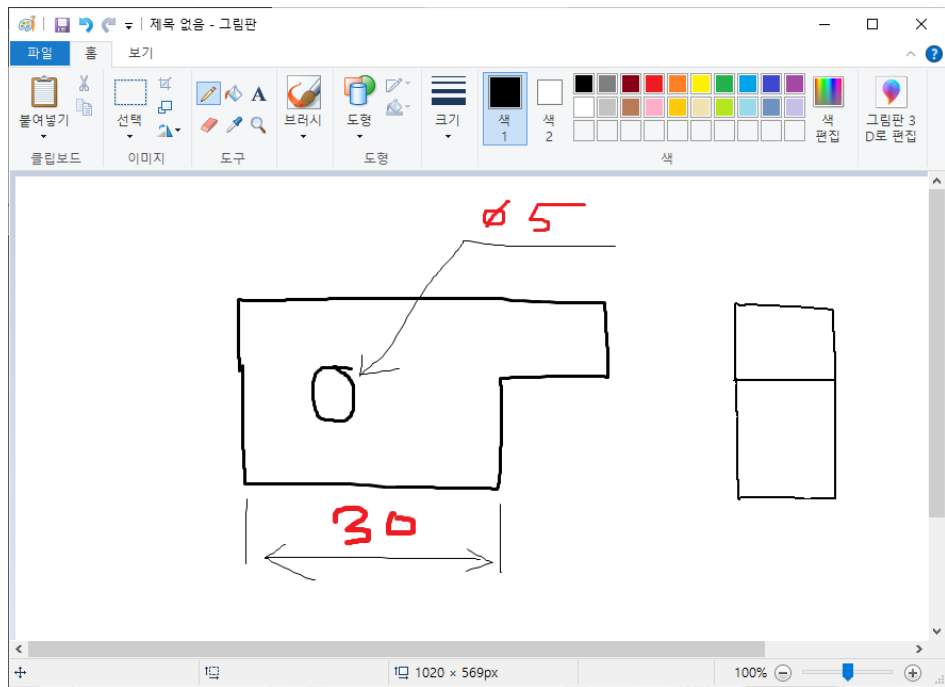 제목 없음 - 그림판
파일 홈 보기
붙여넣기
선택
A
브러시
도형
크기
색
1
색
2
색
편집
그림판 3
D로 편집
클립보드
이미지
도구
도형
색
ø 5
30
1020 × 569px
100%